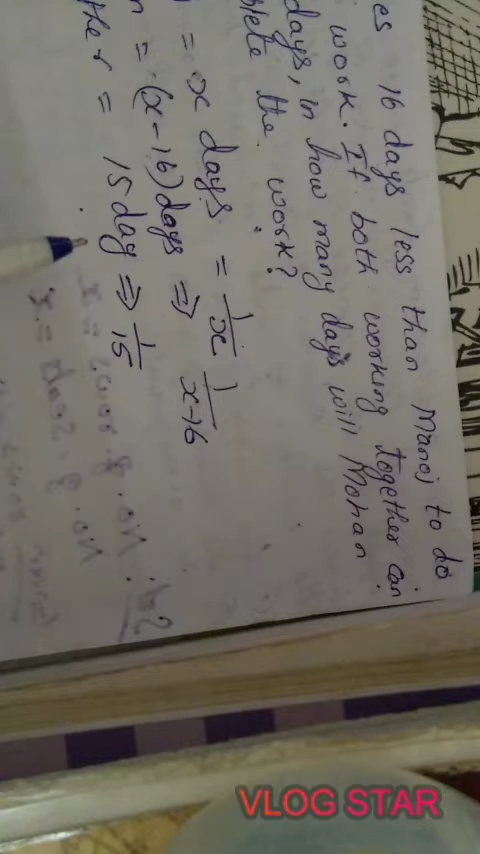 es 16 days less than Manoj to do
work. If both working together can
days, in how many days will Mohan
plete the work?
) = x days = 1/x
n = (x-16) days ⇒ 1/x-16
ther = 15 day ⇒ 1/15
VLOG STAR